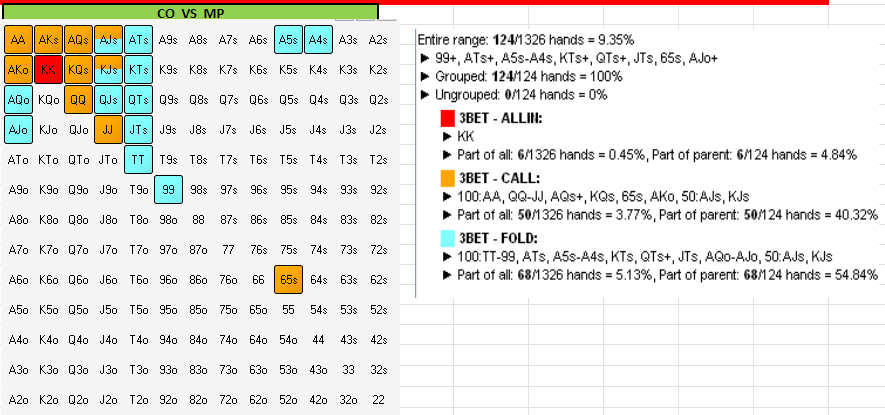 CO VS MP
AA AKs AQs AJs ATs A9s A8s A7s A6s A5s A4s A3s A2s
AKo KK KQs KJs KTs K9s K8s K7s K6s K5s K4s K3s K2s
AQo KQo QQ QJs QTs Q9s Q8s Q7s Q6s Q5s Q4s Q3s Q2s
AJo KJo QJo JJ JTs J9s J8s J7s J6s J5s J4s J3s J2s
ATo KTo QTo JTo TT T9s T8s T7s T6s T5s T4s T3s T2s
A9o K9o Q9o J9o T9o 99 98s 97s 96s 95s 94s 93s 92s
A8o K8o Q8o J8o T8o 98o 88 87s 86s 85s 84s 83s 82s
A7o K7o Q7o J7o T7o 97o 87o 77 76s 75s 74s 73s 72s
A6o K6o Q6o J6o T6o 96o 86o 76o 66 65s 64s 63s 62s
A5o K5o Q5o J5o T5o 95o 85o 75o 65o 55 54s 53s 52s
A4o K4o Q4o J4o T4o 94o 84o 74o 64o 54o 44 43s 42s
A3o K3o Q3o J3o T3o 93o 83o 73o 63o 53o 43o 33 32s
A2o K2o Q2o J2o T2o 92o 82o 72o 62o 52o 42o 32o 22
Entire range: 124/1326 hands = 9.35%
99+, ATs+, A5s-A4s, KTs+, QTs+, JTs, 65s, AJo+
Grouped: 124/124 hands = 100%
Ungrouped: 0/124 hands = 0%
3BET - ALLIN:
KK
Part of all: 6/1326 hands = 0.45%, Part of parent: 6/124 hands = 4.84%
3BET - CALL:
100:AA, QQ-JJ, AQs+, KQs, 65s, AKo, 50:AJs, KJs
Part of all: 50/1326 hands = 3.77%, Part of parent: 50/124 hands = 40.32%
3BET - FOLD:
100:TT-99, ATs, A5s-A4s, KTs, QTs+, JTs, AQo-AJo, 50:AJs, KJs
Part of all: 68/1326 hands = 5.13%, Part of parent: 68/124 hands = 54.84%